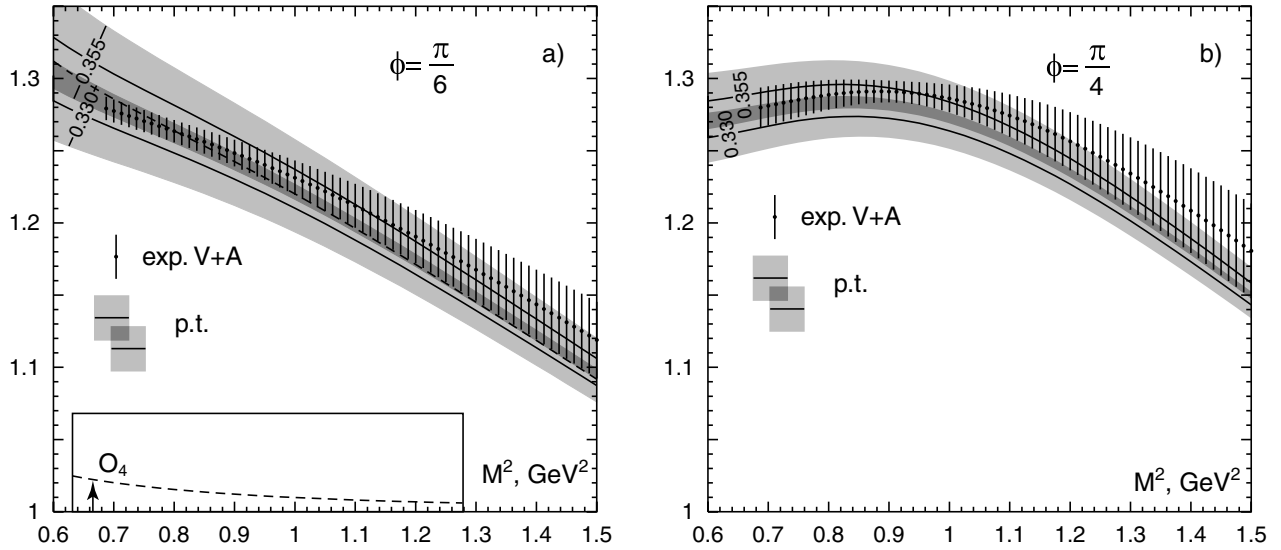 a)
ϕ= π/6
1.3
1.2
1.1
1
−0.355
−0.330+
exp. V+A
p.t.
O₄
M², GeV²
0.6 0.7 0.8 0.9 1 1.1 1.2 1.3 1.4 1.5
b)
ϕ= π/4
1.3
1.2
1.1
1
0.355
0.330
exp. V+A
p.t.
M², GeV²
0.6 0.7 0.8 0.9 1 1.1 1.2 1.3 1.4 1.5